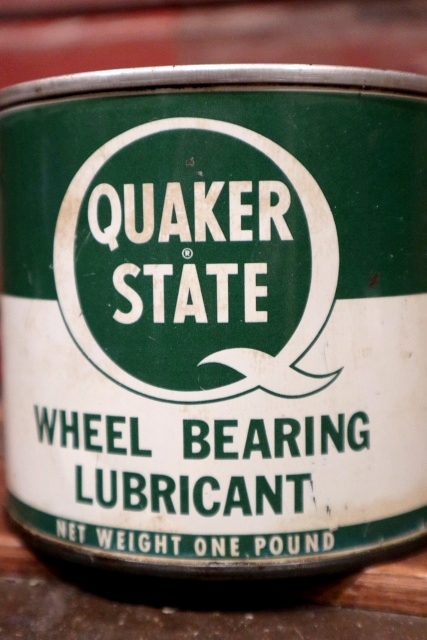 QUAKER
®
STATE
WHEEL BEARING
LUBRICANT
NET WEIGHT ONE POUND